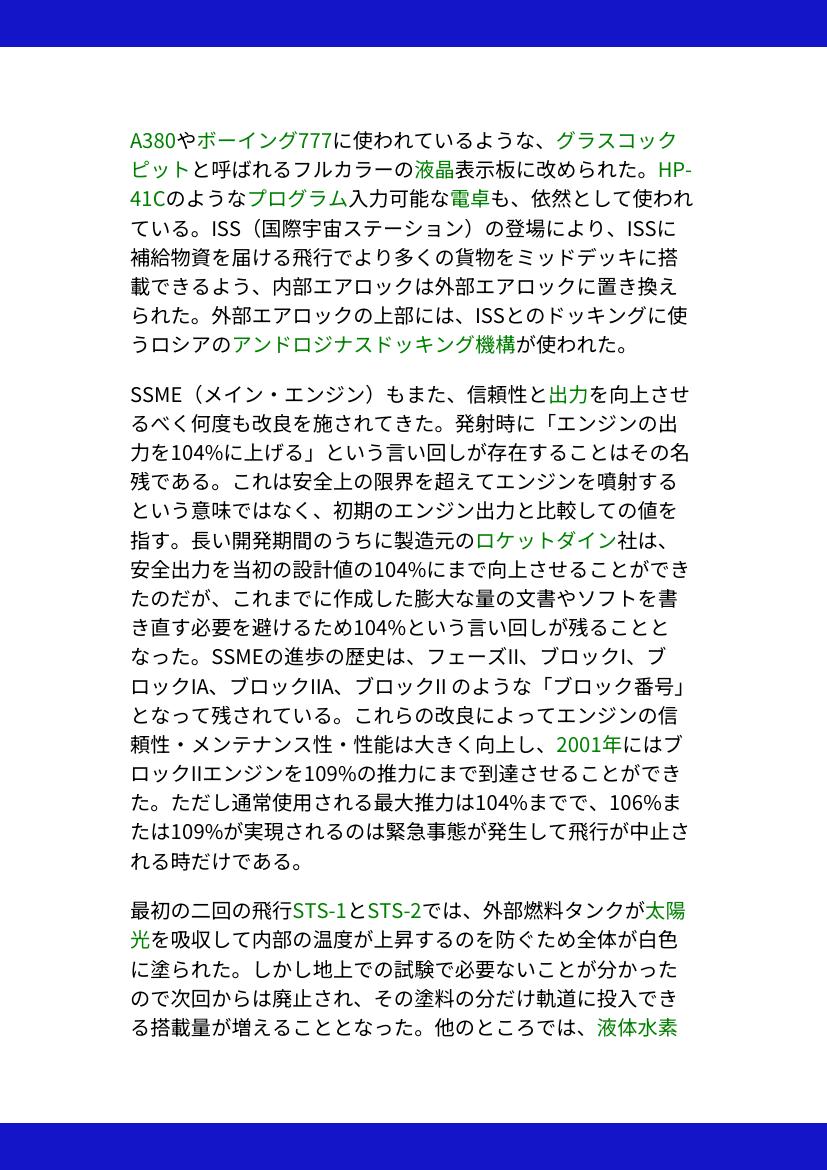 A380やボーイング777に使われているような、グラスコック
ピットと呼ばれるフルカラーの液晶表示板に改められた。HP-
41Cのようなプログラム入力可能な電卓も、依然として使われ
ている。ISS（国際宇宙ステーション）の登場により、ISSに
補給物資を届ける飛行でより多くの貨物をミッドデッキに搭
載できるよう、内部エアロックは外部エアロックに置き換え
られた。外部エアロックの上部には、ISSとのドッキングに使
うロシアのアンドロジナスドッキング機構が使われた。
SSME（メイン・エンジン）もまた、信頼性と出力を向上させ
るべく何度も改良を施されてきた。発射時に「エンジンの出
力を104%に上げる」という言い回しが存在することはその名
残である。これは安全上の限界を超えてエンジンを噴射する
という意味ではなく、初期のエンジン出力と比較しての値を
指す。長い開発期間のうちに製造元のロケットダイン社は、
安全出力を当初の設計値の104%にまで向上させることができ
たのだが、これまでに作成した膨大な量の文書やソフトを書
き直す必要を避けるため104%という言い回しが残ることと
なった。SSMEの進歩の歴史は、フェーズII、ブロックI、ブ
ロックIA、ブロックIIA、ブロックII のような「ブロック番号」
となって残されている。これらの改良によってエンジンの信
頼性・メンテナンス性・性能は大きく向上し、2001年にはブ
ロックIIエンジンを109%の推力にまで到達させることができ
た。ただし通常使用される最大推力は104%までで、106%ま
たは109%が実現されるのは緊急事態が発生して飛行が中止さ
れる時だけである。
最初の二回の飛行STS-1とSTS-2では、外部燃料タンクが太陽
光を吸収して内部の温度が上昇するのを防ぐため全体が白色
に塗られた。しかし地上での試験で必要ないことが分かった
ので次回からは廃止され、その塗料の分だけ軌道に投入でき
る搭載量が増えることとなった。他のところでは、液体水素